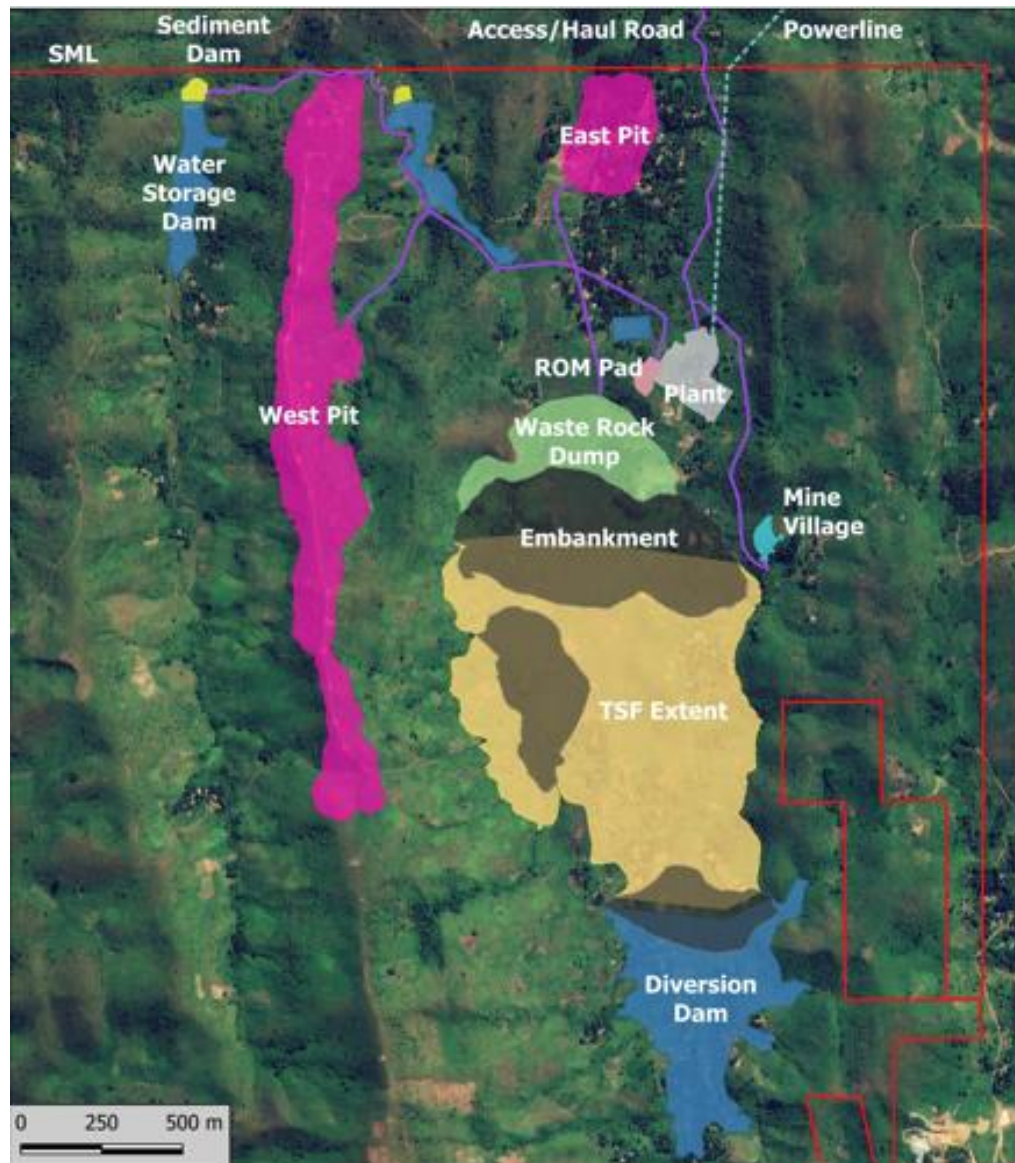 Sediment
Dam
Access/Haul Road
Powerline
SML
East Pit
Water
Storage
Dam
ROM Pad
Plant
West Pit
Waste Rock
Dump
Mine
Village
Embankment
TSF Extent
Diversion
Dam
0 250 500 m